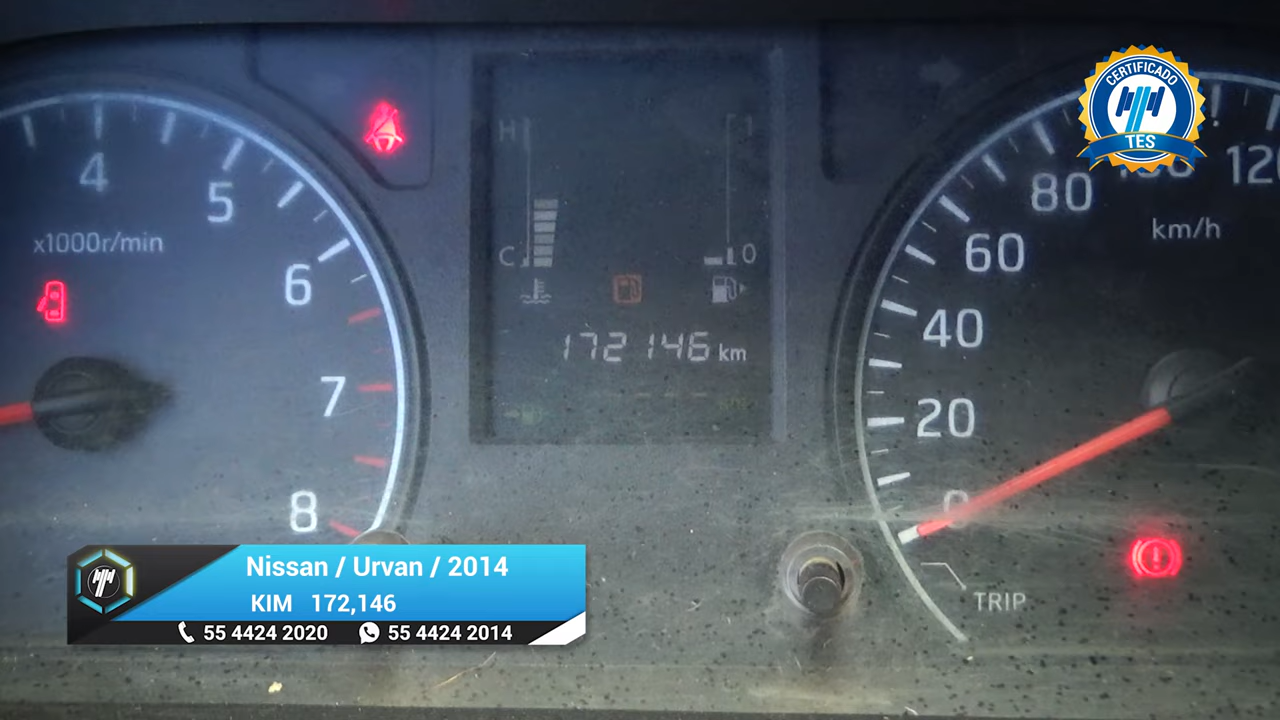 CERTIFICADO
TES
4
5
x1000r/min
6
7
8
H
C
1
0
172146 km
120
80
km/h
60
40
20
0
TRIP
Nissan / Urvan / 2014
KIM 172,146
55 4424 2020 55 4424 2014